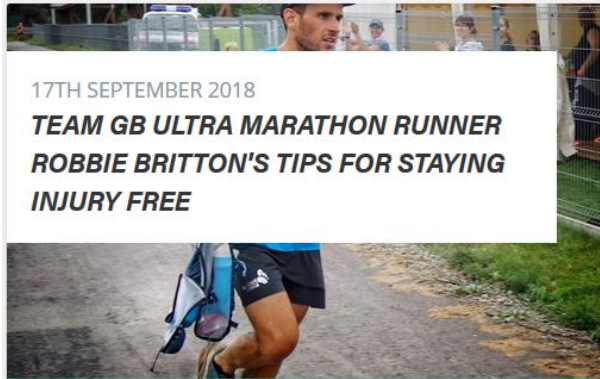 17TH SEPTEMBER 2018
TEAM GB ULTRA MARATHON RUNNER
ROBBIE BRITTON'S TIPS FOR STAYING
INJURY FREE